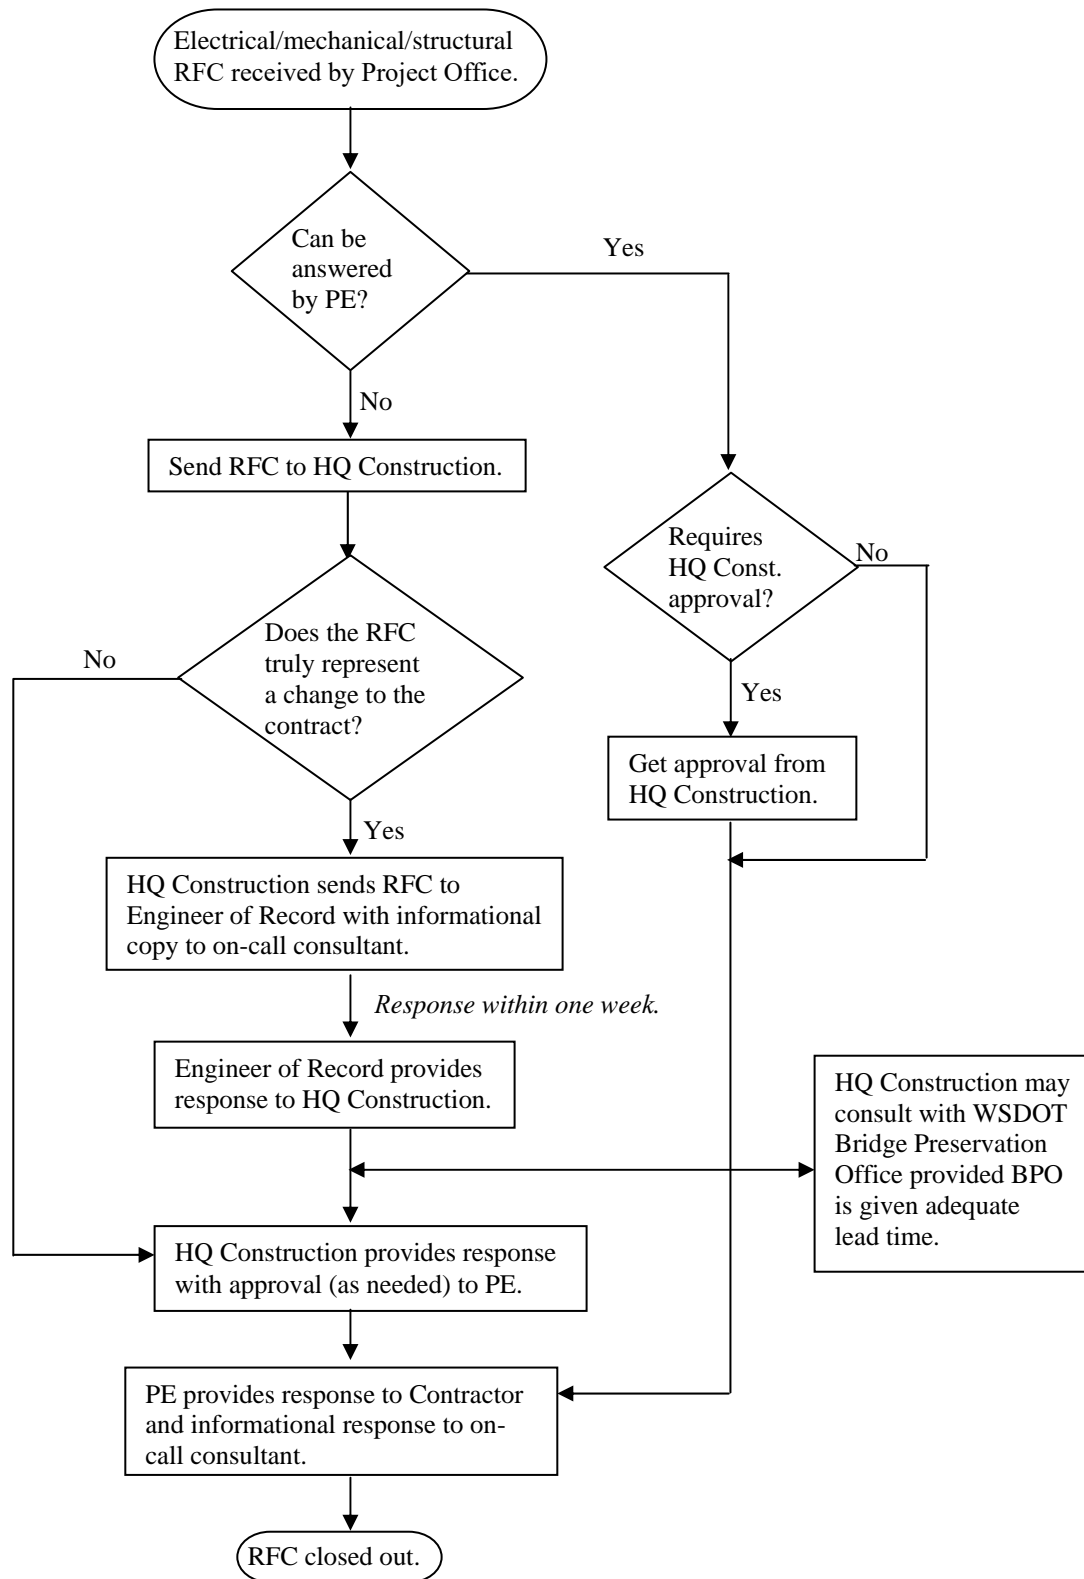 Electrical/mechanical/structural
RFC received by Project Office.
Can be
answered
by PE?
Yes
No
Send RFC to HQ Construction.
Requires
HQ Const.
approval?
No
Does the RFC
truly represent
a change to the
contract?
No
Yes
Get approval from
HQ Construction.
Yes
HQ Construction sends RFC to
Engineer of Record with informational
copy to on-call consultant.
Response within one week.
Engineer of Record provides
response to HQ Construction.
HQ Construction may
consult with WSDOT
Bridge Preservation
Office provided BPO
is given adequate
lead time.
HQ Construction provides response
with approval (as needed) to PE.
PE provides response to Contractor
and informational response to on-
call consultant.
RFC closed out.